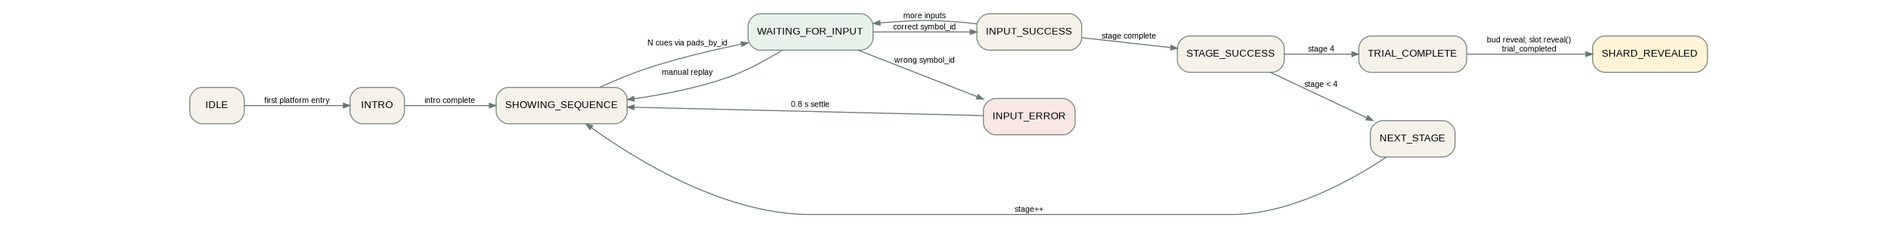 IDLE
first platform entry
INTRO
intro complete
SHOWING_SEQUENCE
N cues via pads_by_id
manual replay
WAITING_FOR_INPUT
more inputs
correct symbol_id
wrong symbol_id
INPUT_SUCCESS
INPUT_ERROR
0.8 s settle
stage complete
STAGE_SUCCESS
stage 4
stage < 4
TRIAL_COMPLETE
bud reveal; slot.reveal()
trial_completed
SHARD_REVEALED
NEXT_STAGE
stage++